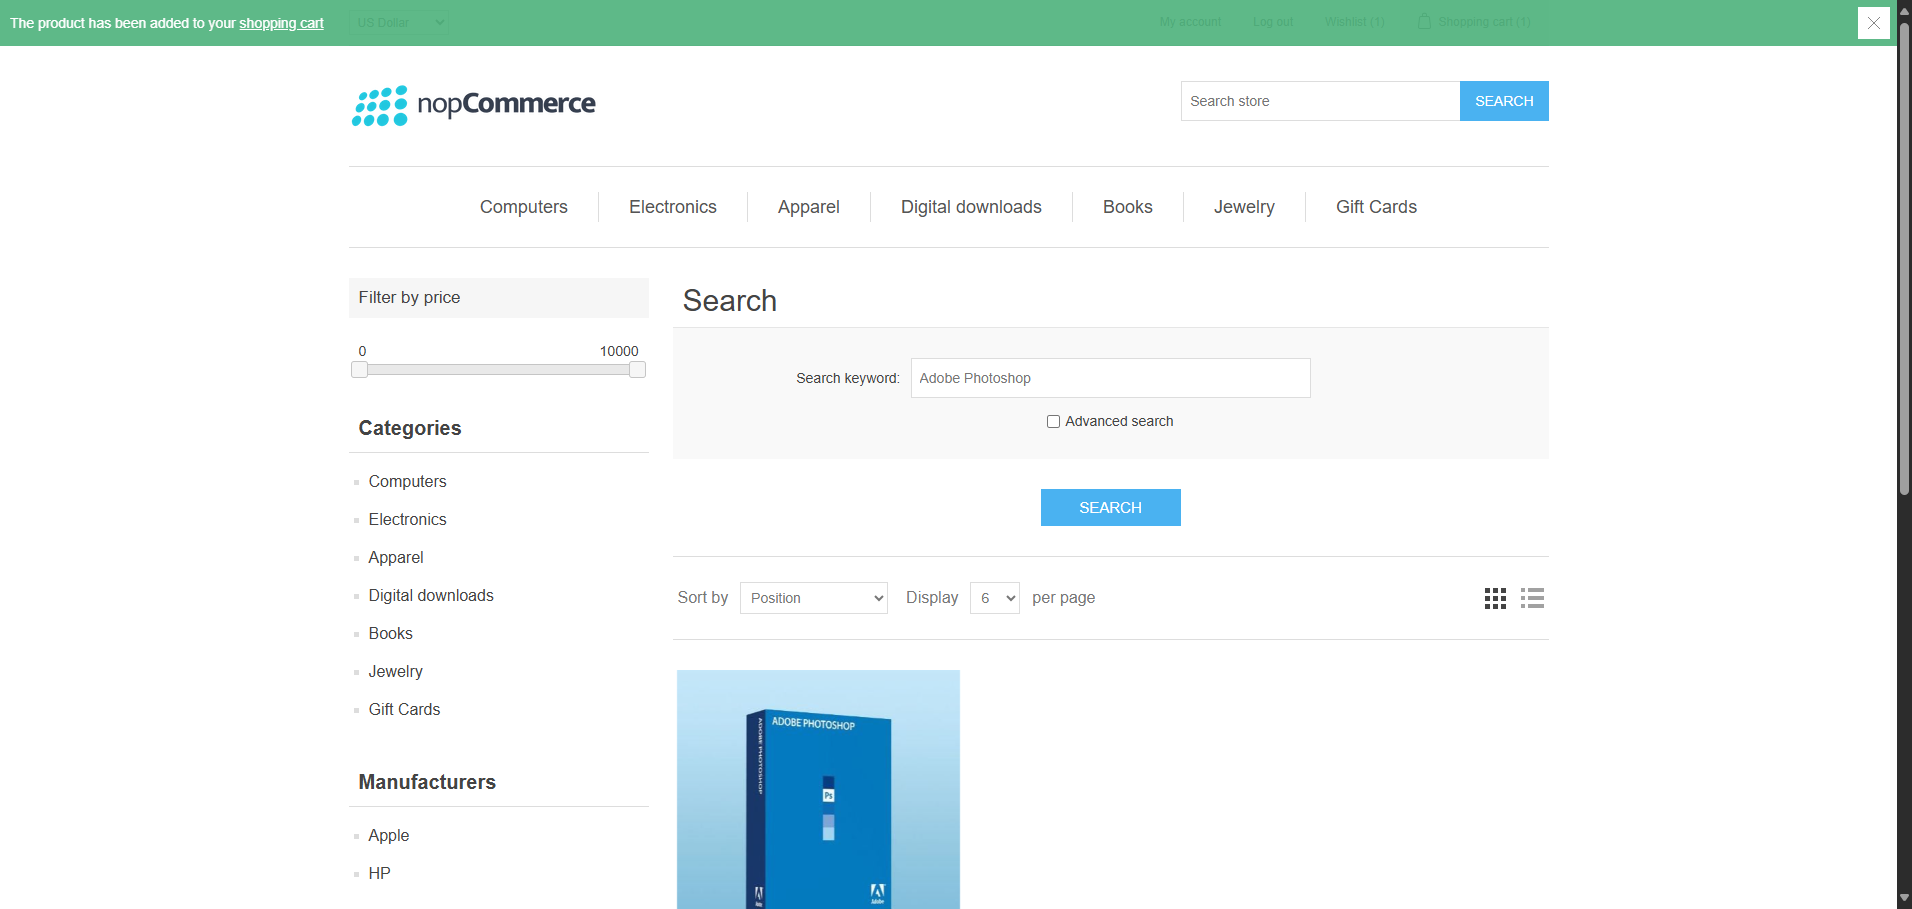 The product has been added to your shopping cart
US Dollar
My account
Log out
Wishlist (1)
Shopping cart (1)
nopCommerce
Search store
SEARCH
Computers
Electronics
Apparel
Digital downloads
Books
Jewelry
Gift Cards
Filter by price
0
10000
Categories
Computers
Electronics
Apparel
Digital downloads
Books
Jewelry
Gift Cards
Manufacturers
Apple
HP
Search
Search keyword:
Adobe Photoshop
Advanced search
SEARCH
Sort by
Position
Display
6
per page
ADOBE PHOTOSHOP
ADOBE PHOTOSHOP
Ps
Adobe